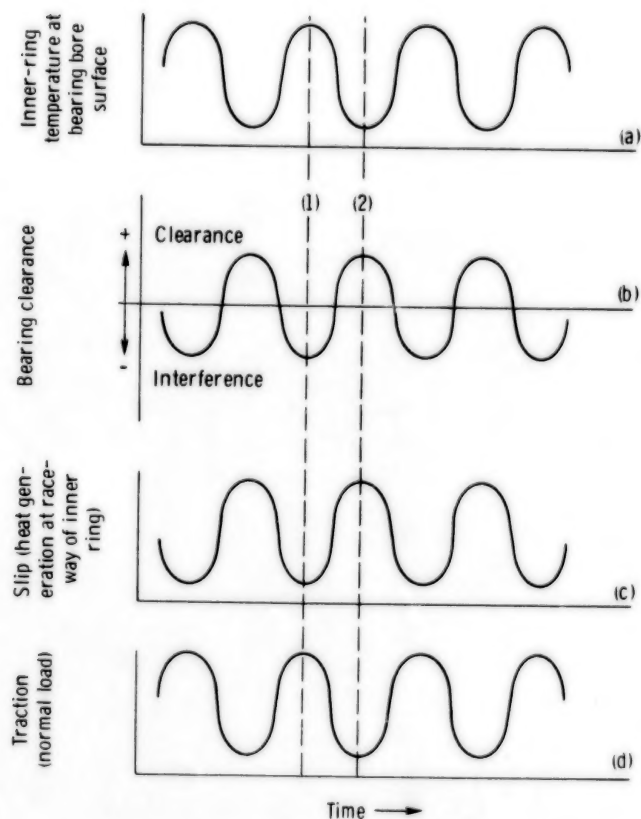 Inner-ring
temperature at
bearing bore
surface
(a)
(1)
(2)
Bearing clearance
+
Clearance
-
Interference
(b)
Slip (heat gen-
eration at race-
way of inner
ring)
(c)
Traction
(normal load)
(d)
Time